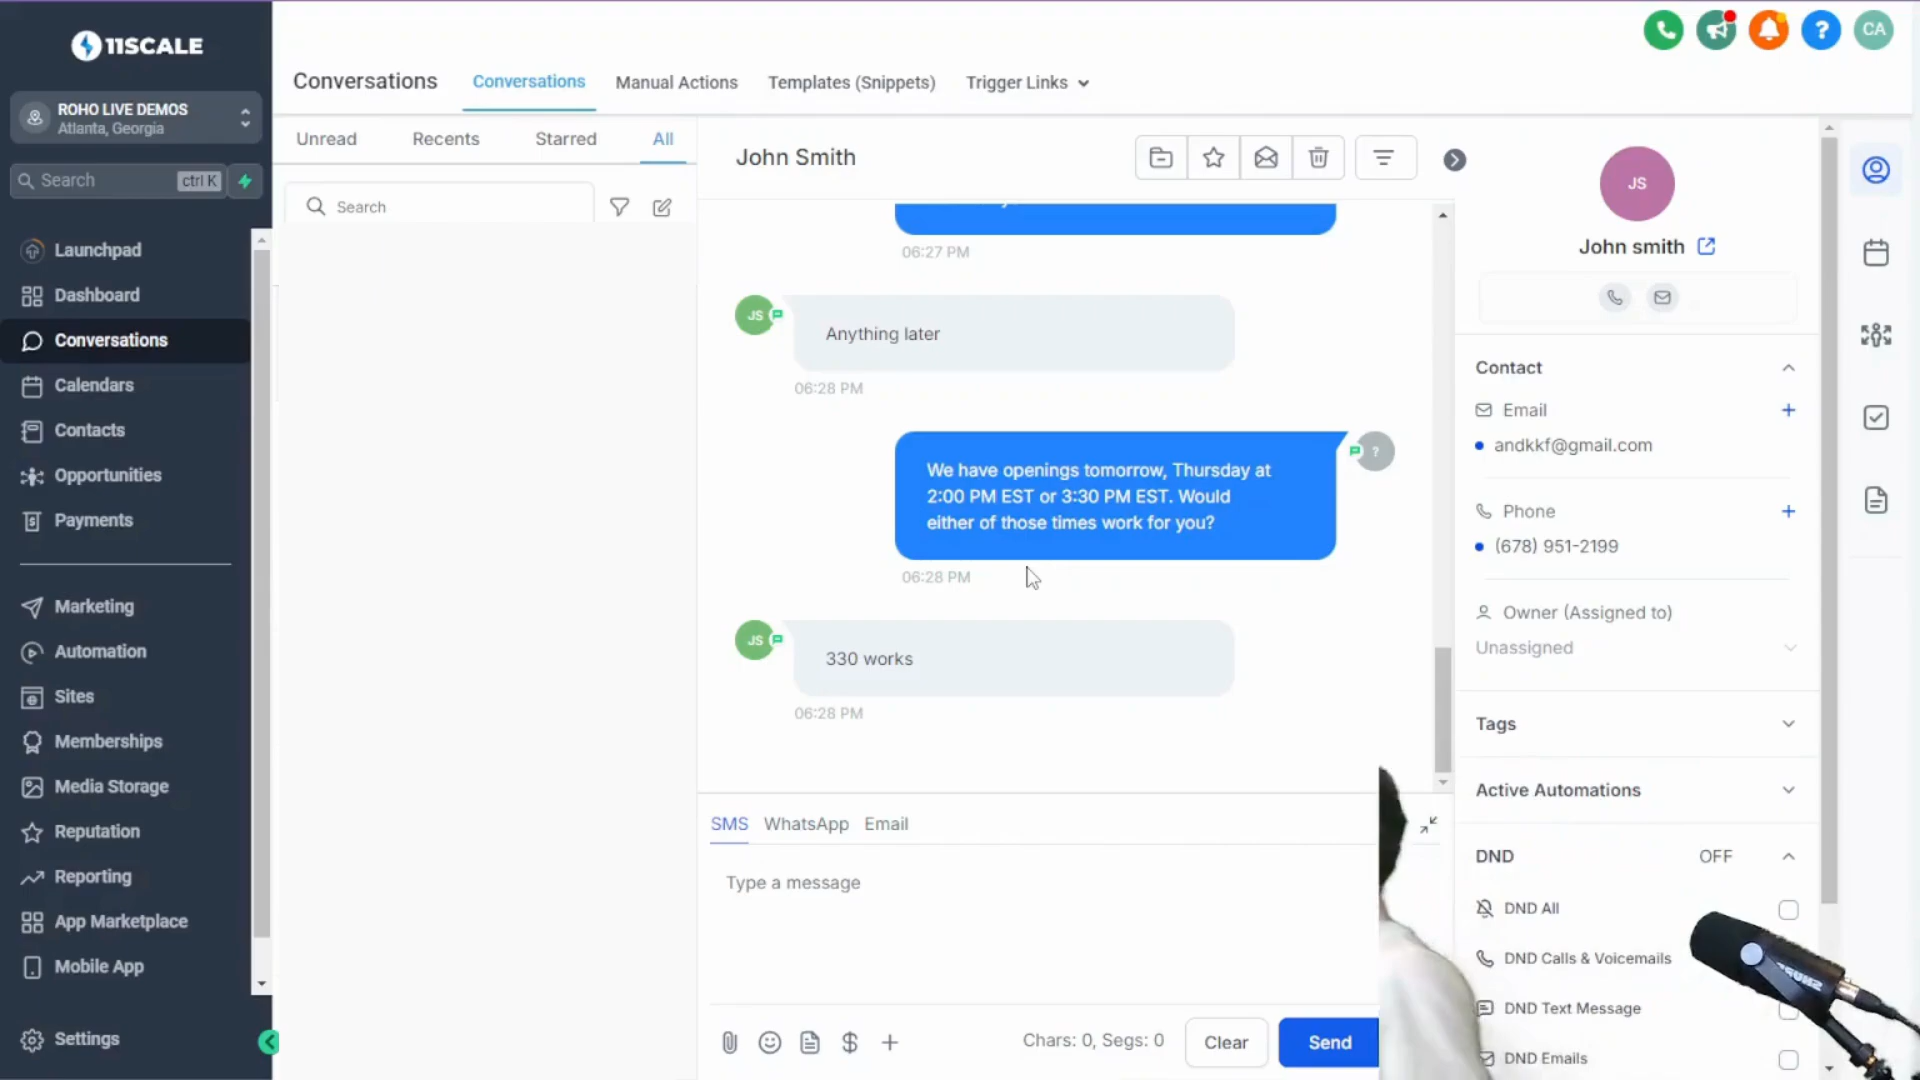 11SCALE
ROHO LIVE DEMOS
Atlanta, Georgia
Search
ctrl K
Launchpad
Dashboard
Conversations
Calendars
Contacts
Opportunities
Payments
Marketing
Automation
Sites
Memberships
Media Storage
Reputation
Reporting
App Marketplace
Mobile App
Settings
Conversations
Conversations
Manual Actions
Templates (Snippets)
Trigger Links
?
CA
Unread
Recents
Starred
All
Search
John Smith
06:27 PM
JS
Anything later
06:28 PM
We have openings tomorrow, Thursday at
2:00 PM EST or 3:30 PM EST. Would
either of those times work for you?
?
06:28 PM
JS
330 works
06:28 PM
SMS
WhatsApp
Email
Type a message
Chars: 0, Segs: 0
Clear
Send
JS
John smith
Contact
Email
andkkf@gmail.com
Phone
(678) 951-2199
Owner (Assigned to)
Unassigned
Tags
Active Automations
DND
OFF
DND All
DND Calls & Voicemails
DND Text Message
DND Emails